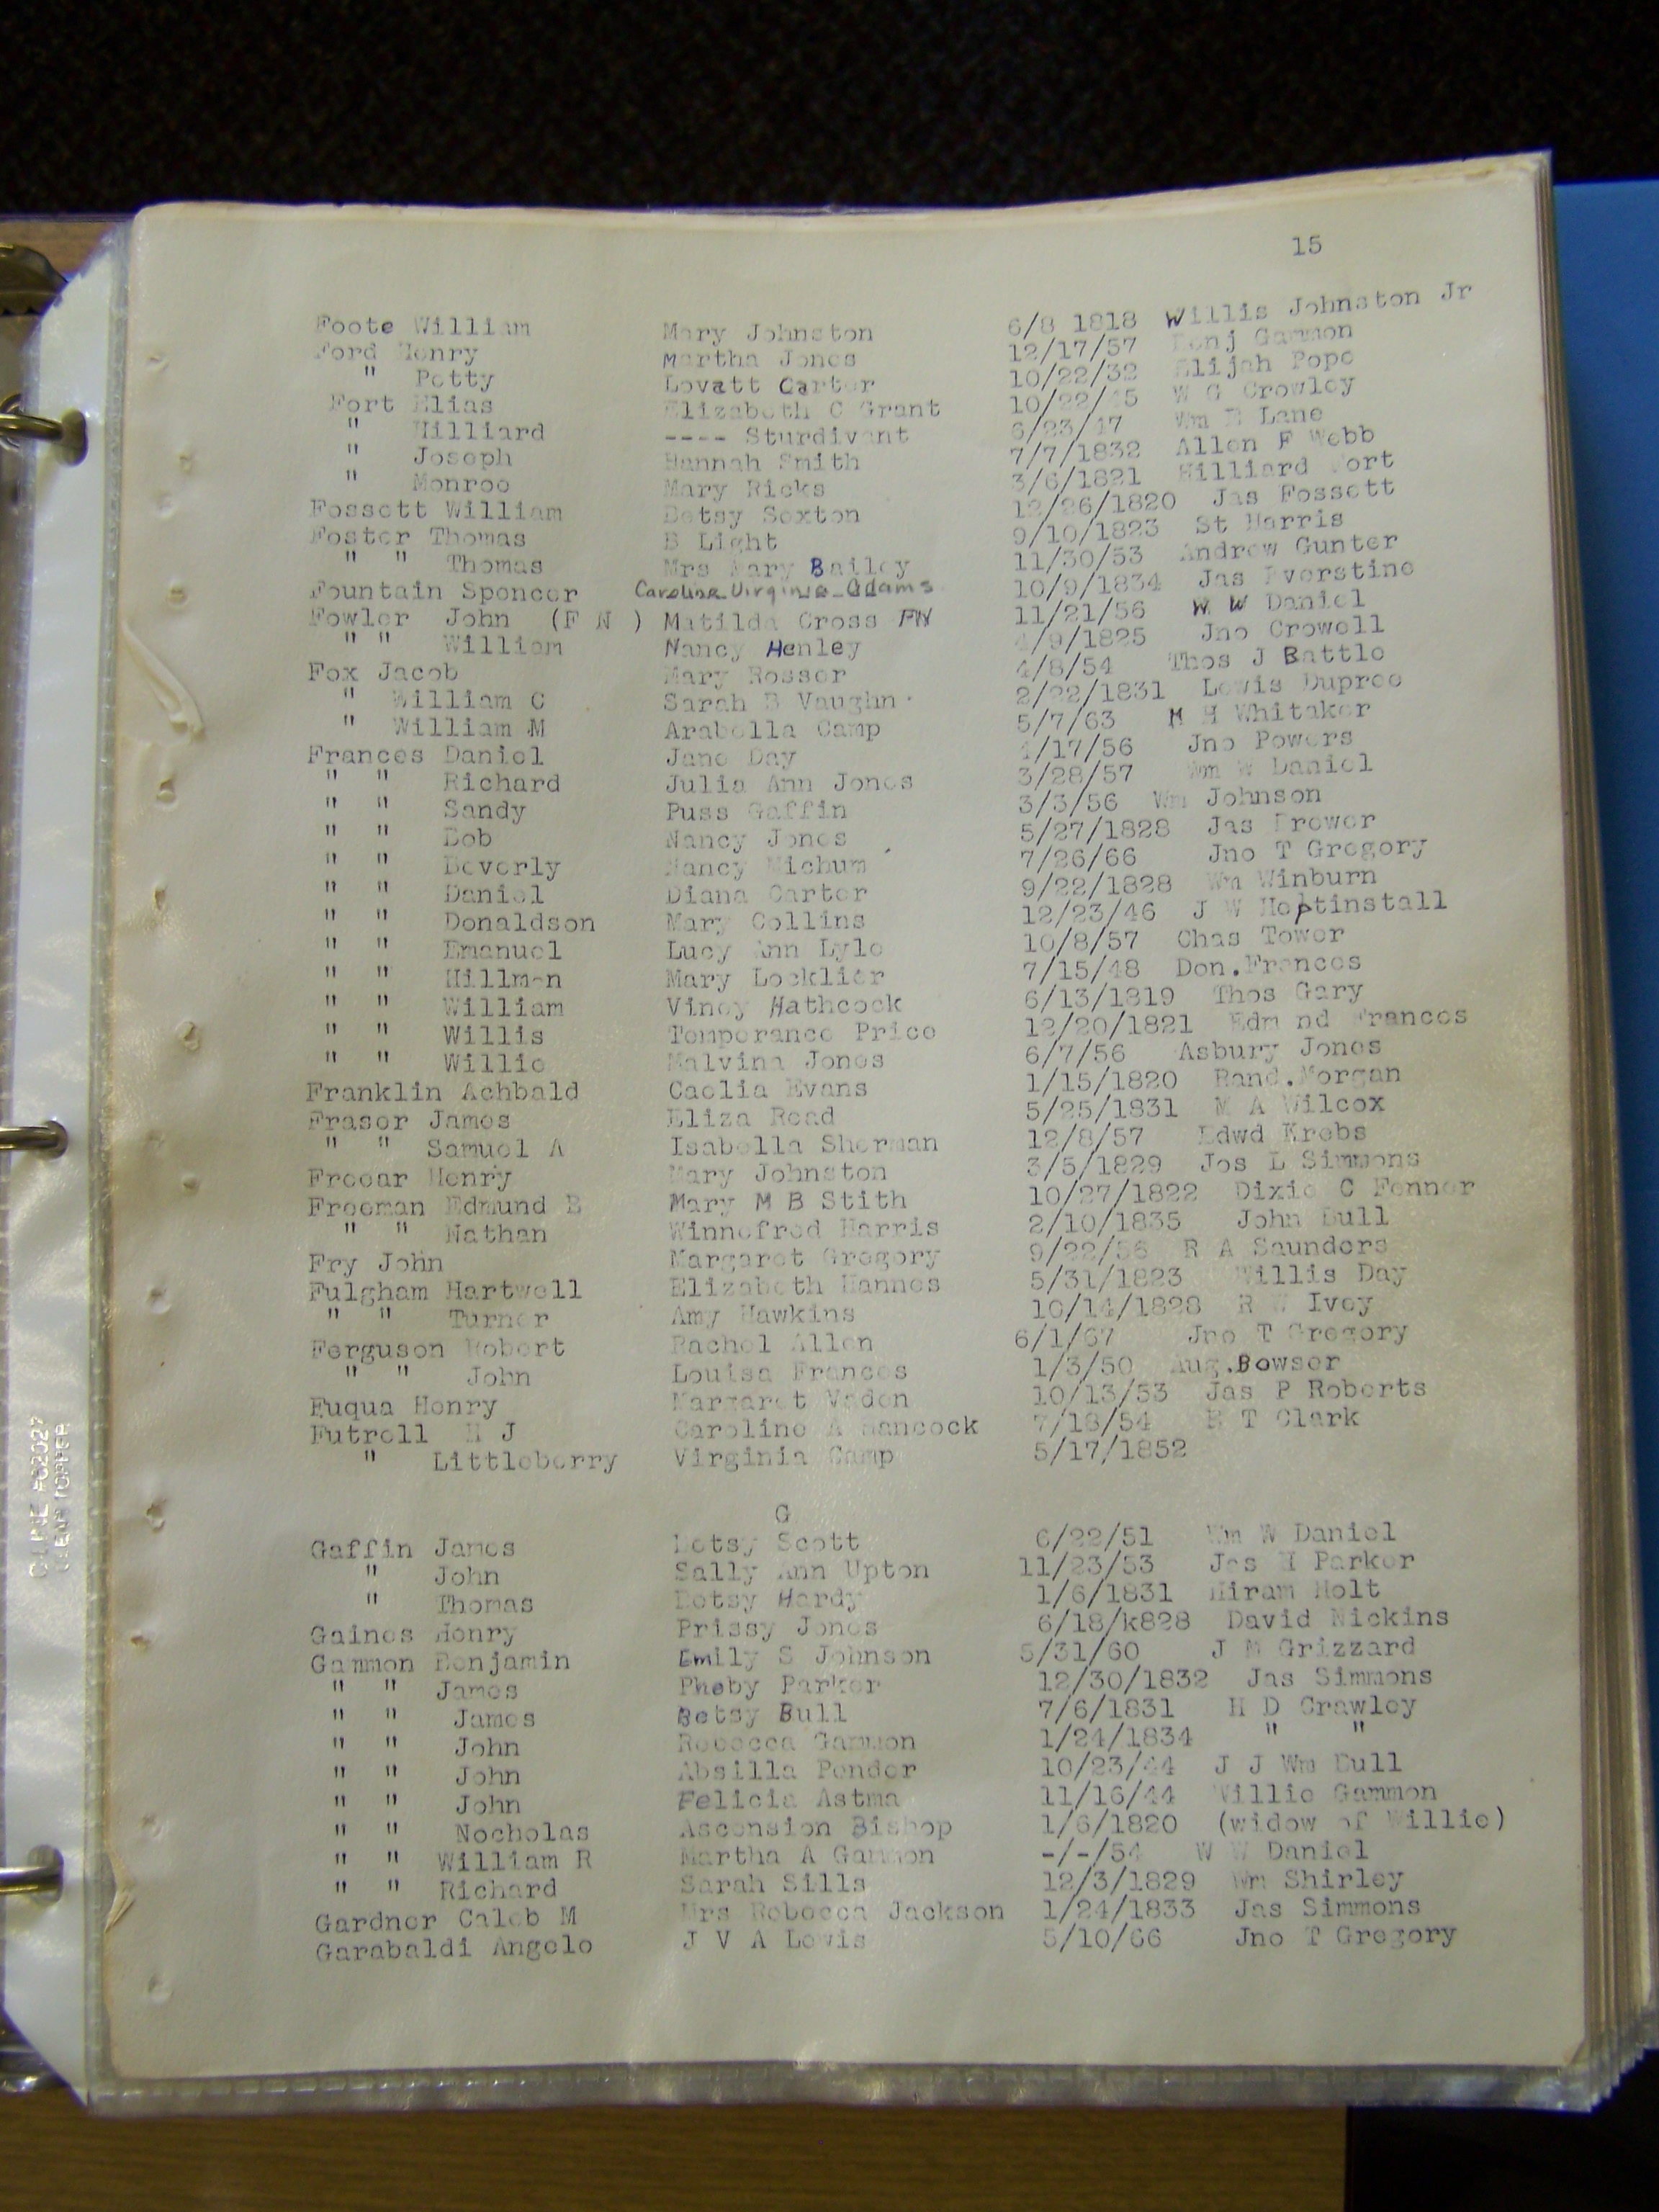 15
Foote William Mary Johnston 6/8 1818 Willis Johnston Jr
Ford Henry Martha Jones 12/17/57 Benj Gammon
" Petty Lovatt Carter 10/22/32 Elijah Pope
Fort Elias Elizabeth C Grant 10/22/45 W G Crowley
" Hilliard ---- Sturdivant 6/23/47 Wm B Lane
" Joseph Hannah Smith 7/7/1832 Allen F Webb
" Monroe Mary Ricks 3/6/1821 Hilliard Fort
Fossett William Betsy Sexton 12/26/1820 Jas Fossett
Foster Thomas B Light 9/10/1823 St Harris
" " Thomas Mrs Mary Bailey 11/30/53 Andrew Gunter
Fountain Spencer Caroline Virginia Adams 10/9/1834 Jas Overstine
Fowler John (F N ) Matilda Cross FN 11/21/56 W W Daniel
" " William Nancy Henley 4/9/1825 Jno Crowell
Fox Jacob Mary Rosser 4/8/54 Thos J Battle
" William C Sarah B Vaughn 2/22/1831 Lewis Dupree
" William M Arabella Camp 5/7/63 M H Whitaker
Frances Daniel Jane Day 4/17/56 Jno Powers
" " Richard Julia Ann Jones 3/28/57 Wm W Daniel
" " Sandy Puss Gaffin 3/3/56 Wm Johnson
" " Bob Nancy Jones 5/27/1828 Jas Brewer
" " Beverly Nancy Michum 7/26/66 Jno T Gregory
" " Daniel Diana Carter 9/22/1828 Wm Winburn
" " Donaldson Mary Collins 12/23/46 J W Heptinstall
" " Emanuel Lucy Ann Lyle 10/8/57 Chas Tower
" " Hillman Mary Locklier 7/15/48 Don.Frances
" " William Viney Hathcock 6/13/1819 Thos Gary
" " Willis Temperance Price 12/20/1821 Edm nd Frances
" " Willie Malvina Jones 6/7/56 Asbury Jones
Franklin Achbald Caelia Evans 1/15/1820 Rand.Morgan
Fraser James Eliza Read 5/25/1831 M A Wilcox
" " Samuel A Isabella Sherman 12/8/57 Edwd Krebs
Freear Henry Mary Johnston 3/5/1829 Jos L Simmons
Freeman Edmund B Mary M B Stith 10/27/1822 Dixie C Fenner
" " Nathan Winnefred Harris 2/10/1835 John Bull
Fry John Margaret Gregory 9/22/56 R A Saunders
Fulgham Hartwell Elizabeth Hannes 5/31/1823 Willis Day
" " Turner Amy Hawkins 10/14/1828 R W Ivey
Ferguson Robert Rachel Allen 6/1/67 Jno T Gregory
" " John Louisa Frances 1/3/50 Aug.Bowser
Fuqua Henry Margaret Vaden 10/13/53 Jas P Roberts
Futrell H J Caroline A Hancock 7/18/54 B T Clark
" Littleberry Virginia Camp 5/17/1852
G
Gaffin James Betsy Scott 6/22/51 Wm W Daniel
" John Sally Ann Upton 11/23/53 Jas H Parker
" Thomas Betsy Hardy 1/6/1831 Hiram Holt
Gaines Henry Prissy Jones 6/18/k828 David Nickins
Gammon Benjamin Emily S Johnson 5/31/60 J M Grizzard
" " James Pheby Parker 12/30/1832 Jas Simmons
" " James Betsy Bull 7/6/1831 H D Crawley
" " John Rebecca Gammon 1/24/1834 " "
" " John Absilla Pender 10/23/44 J J Wm Bull
" " John Felicia Astma 11/16/44 Willie Gammon
" " Nocholas Ascension Bishop 1/6/1820 (widow of Willie)
" " William R Martha A Gammon -/-/54 W W Daniel
" " Richard Sarah Sills 12/3/1829 Wm Shirley
Gardner Caleb M Mrs Rebecca Jackson 1/24/1833 Jas Simmons
Garabaldi Angelo J V A Lewis 5/10/66 Jno T Gregory